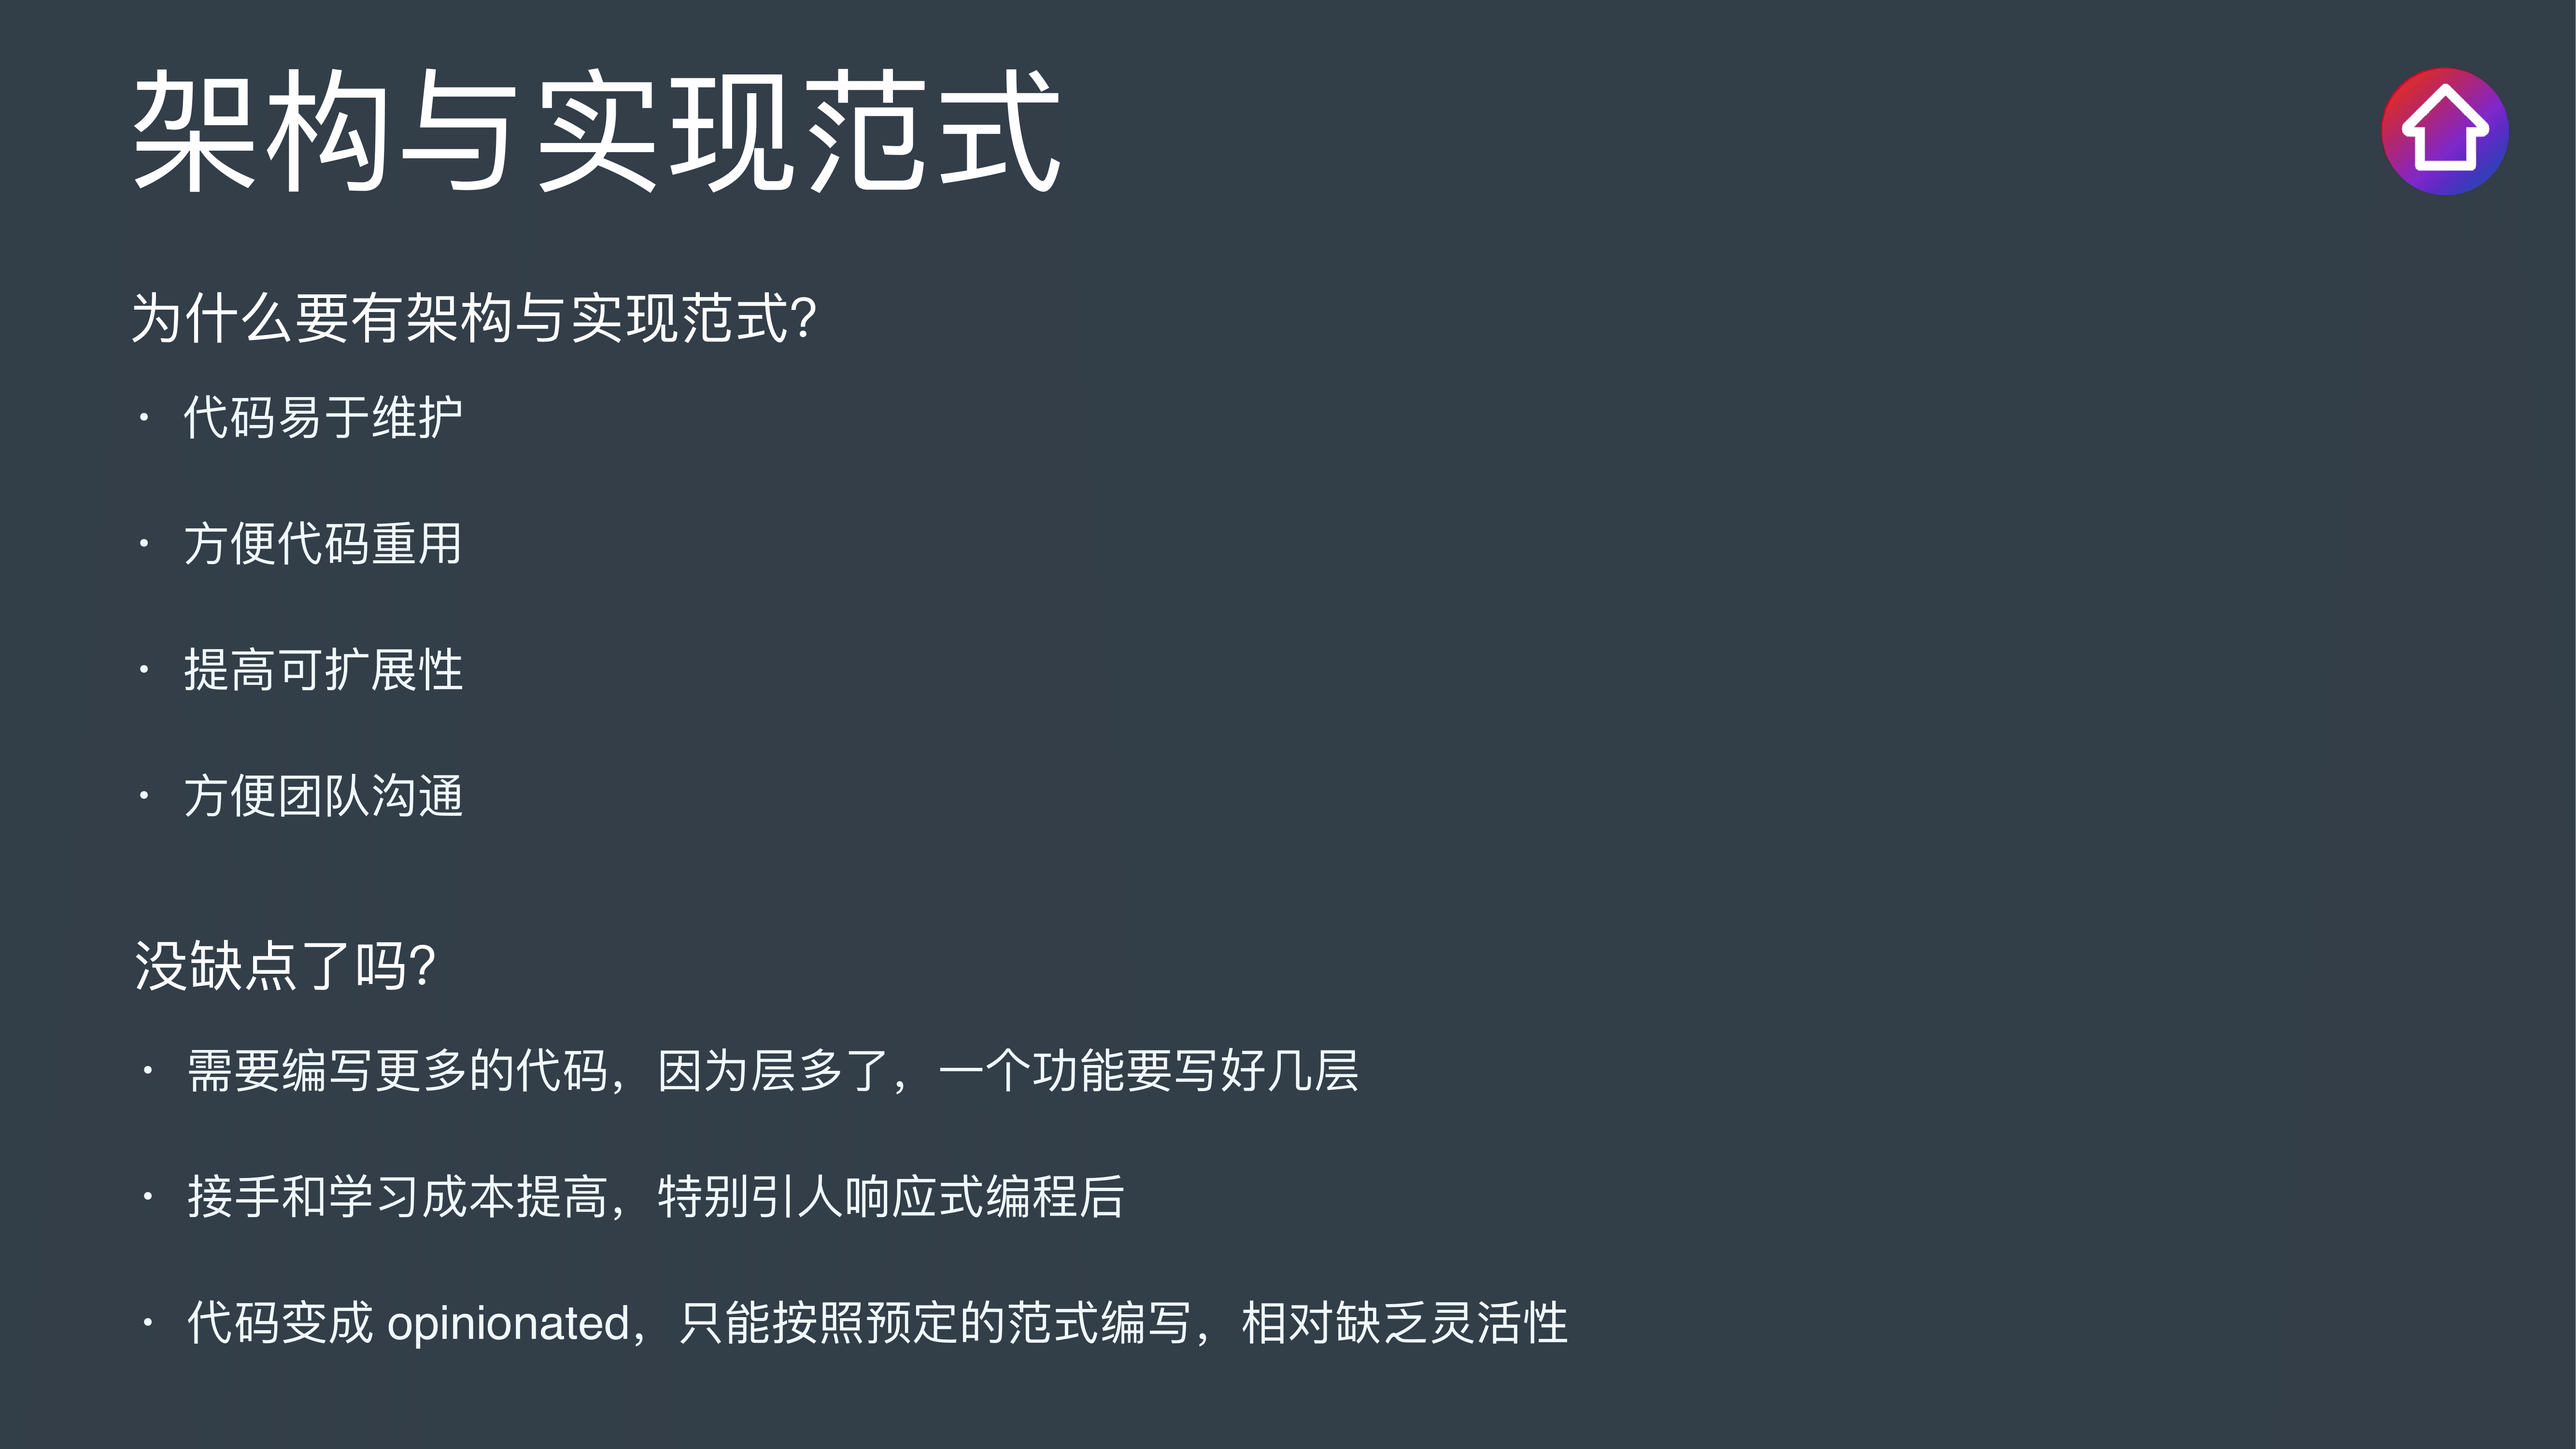 架构与实现范式
为什么要有架构与实现范式？
• 代码易于维护
• 方便代码重用
• 提高可扩展性
• 方便团队沟通
没缺点了吗？
• 需要编写更多的代码，因为层多了，一个功能要写好几层
• 接手和学习成本提高，特别引人响应式编程后
• 代码变成 opinionated，只能按照预定的范式编写，相对缺乏灵活性